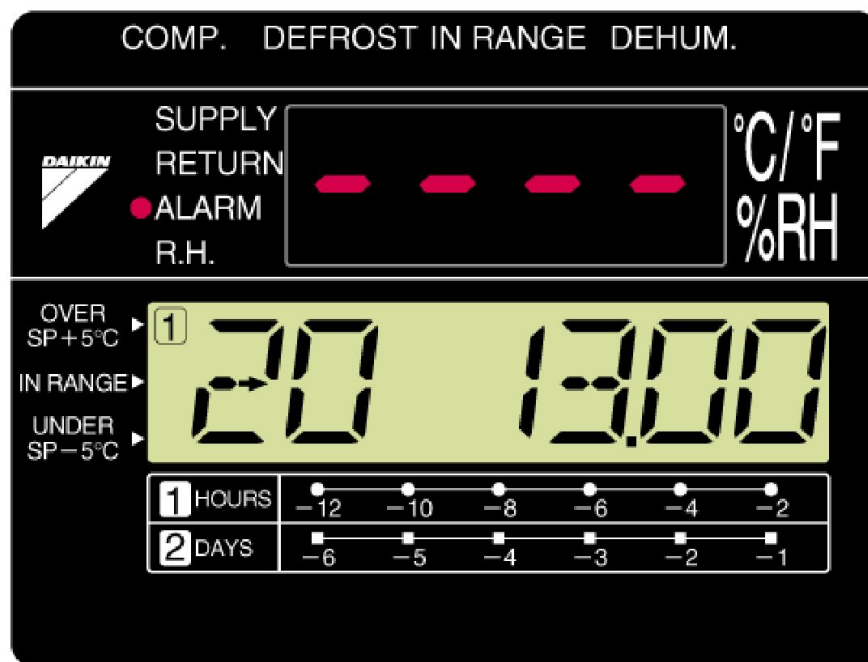 COMP. DEFROST IN RANGE DEHUM.
DAIKIN
SUPPLY
RETURN
ALARM
R.H.
- - - -
°C/°F
%RH
OVER
SP+5°C
IN RANGE
UNDER
SP-5°C
1 20 13.00
1 HOURS -12 -10 -8 -6 -4 -2
2 DAYS -6 -5 -4 -3 -2 -1